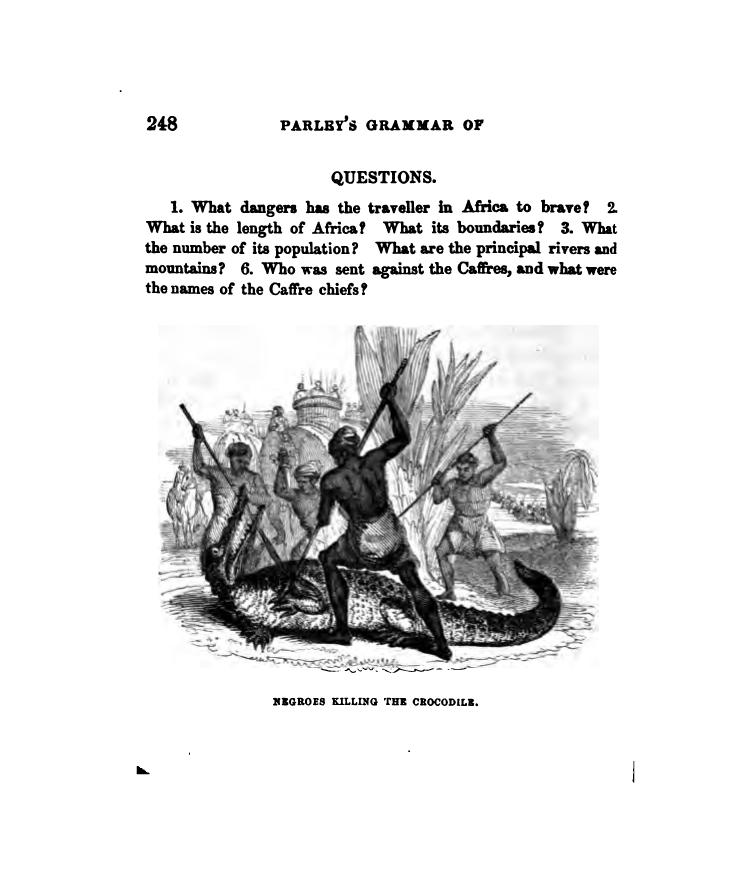 248
PARLEY'S GRAMMAR OF
QUESTIONS.
1. What dangers has the traveller in Africa to brave? 2.
What is the length of Africa? What its boundaries? 3. What
the number of its population? What are the principal rivers and
mountains? 6. Who was sent against the Caffres, and what were
the names of the Caffre chiefs?
NEGROES KILLING THE CROCODILE.